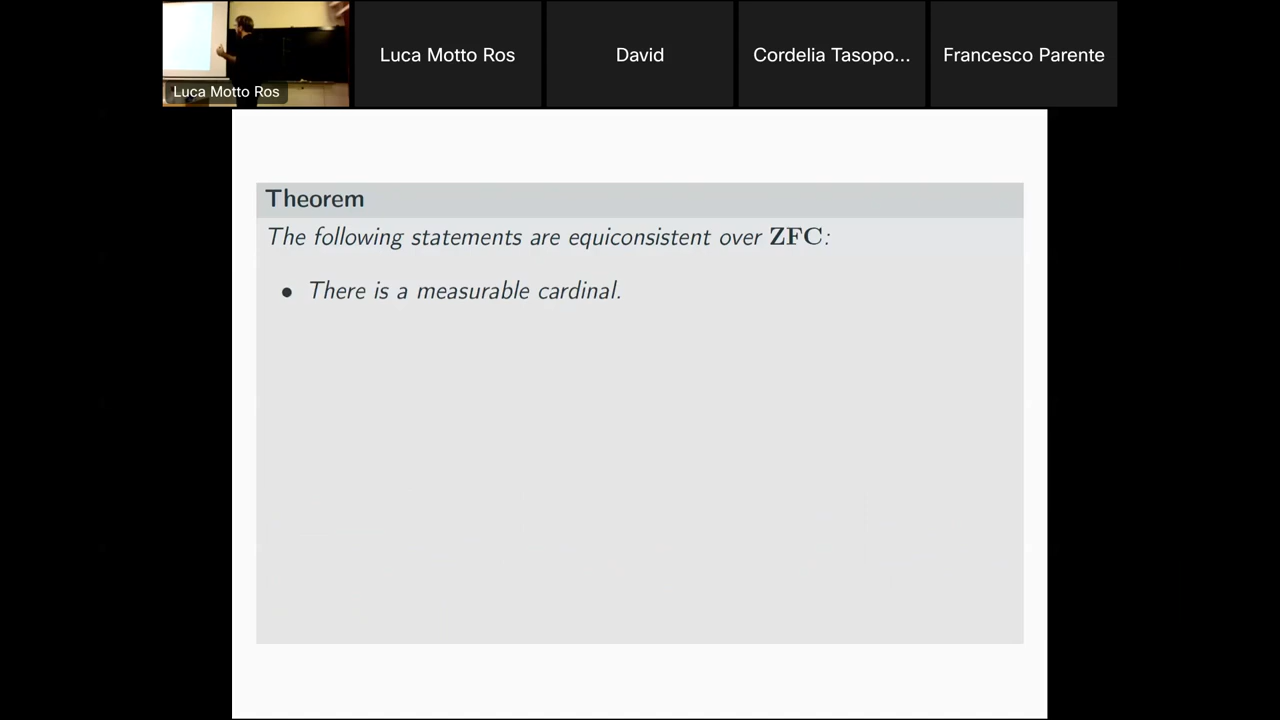 Luca Motto Ros
Luca Motto Ros
David
Cordelia Tasopo...
Francesco Parente
Theorem
The following statements are equiconsistent over ZFC:
• There is a measurable cardinal.